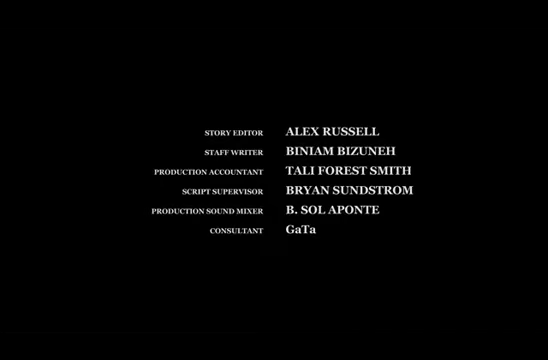 STORY EDITOR ALEX RUSSELL
STAFF WRITER BINIAM BIZUNEH
PRODUCTION ACCOUNTANT TALI FOREST SMITH
SCRIPT SUPERVISOR BRYAN SUNDSTROM
PRODUCTION SOUND MIXER B. SOL APONTE
CONSULTANT GaTa